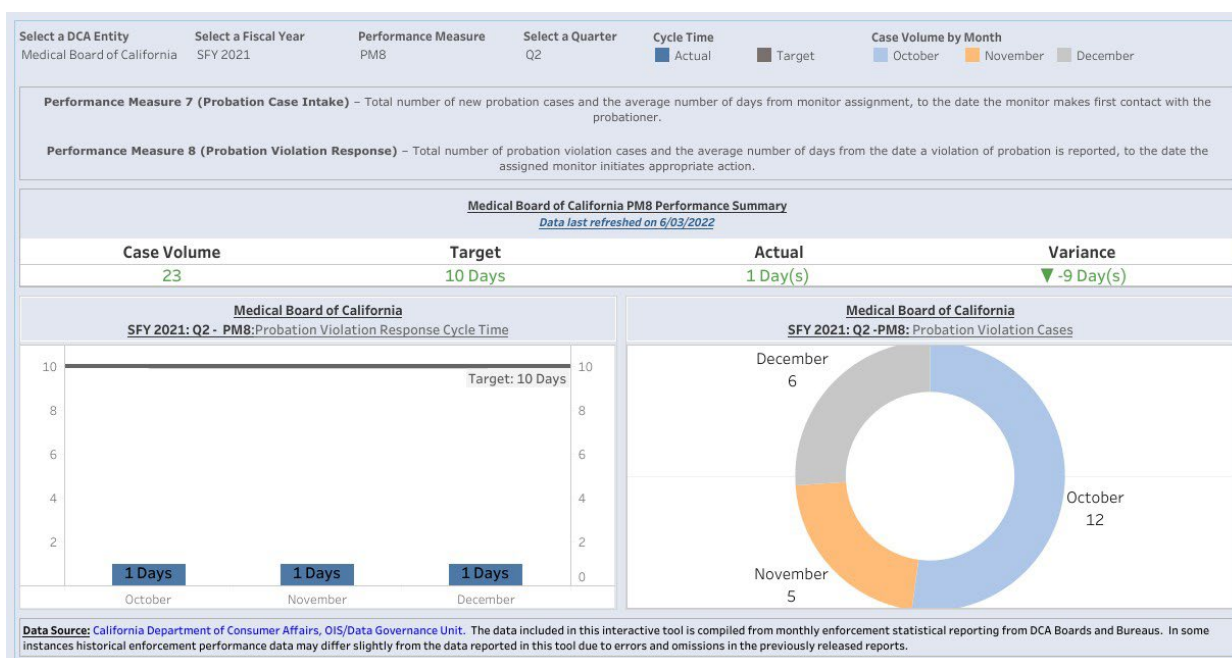 Select a DCA Entity Select a Fiscal Year Performance Measure Select a Quarter Cycle Time Case Volume by Month
Medical Board of California SFY 2021 PM8 Q2 Actual Target October November December
Performance Measure 7 (Probation Case Intake) – Total number of new probation cases and the average number of days from monitor assignment, to the date the monitor makes first contact with the
probationer.
Performance Measure 8 (Probation Violation Response) – Total number of probation violation cases and the average number of days from the date a violation of probation is reported, to the date the
assigned monitor initiates appropriate action.
Medical Board of California PM8 Performance Summary
Data last refreshed on 6/03/2022
Case Volume Target Actual Variance
23 10 Days 1 Day(s) ▼ -9 Day(s)
Medical Board of California
SFY 2021: Q2 - PM8:Probation Violation Response Cycle Time
10 10
Target: 10 Days
8 8
6 6
4 4
2 2
0
1 Days 1 Days 1 Days
October November December
Medical Board of California
SFY 2021: Q2 -PM8: Probation Violation Cases
December
6
October
12
November
5
Data Source: California Department of Consumer Affairs, OIS/Data Governance Unit. The data included in this interactive tool is compiled from monthly enforcement statistical reporting from DCA Boards and Bureaus. In some
instances historical enforcement performance data may differ slightly from the data reported in this tool due to errors and omissions in the previously released reports.